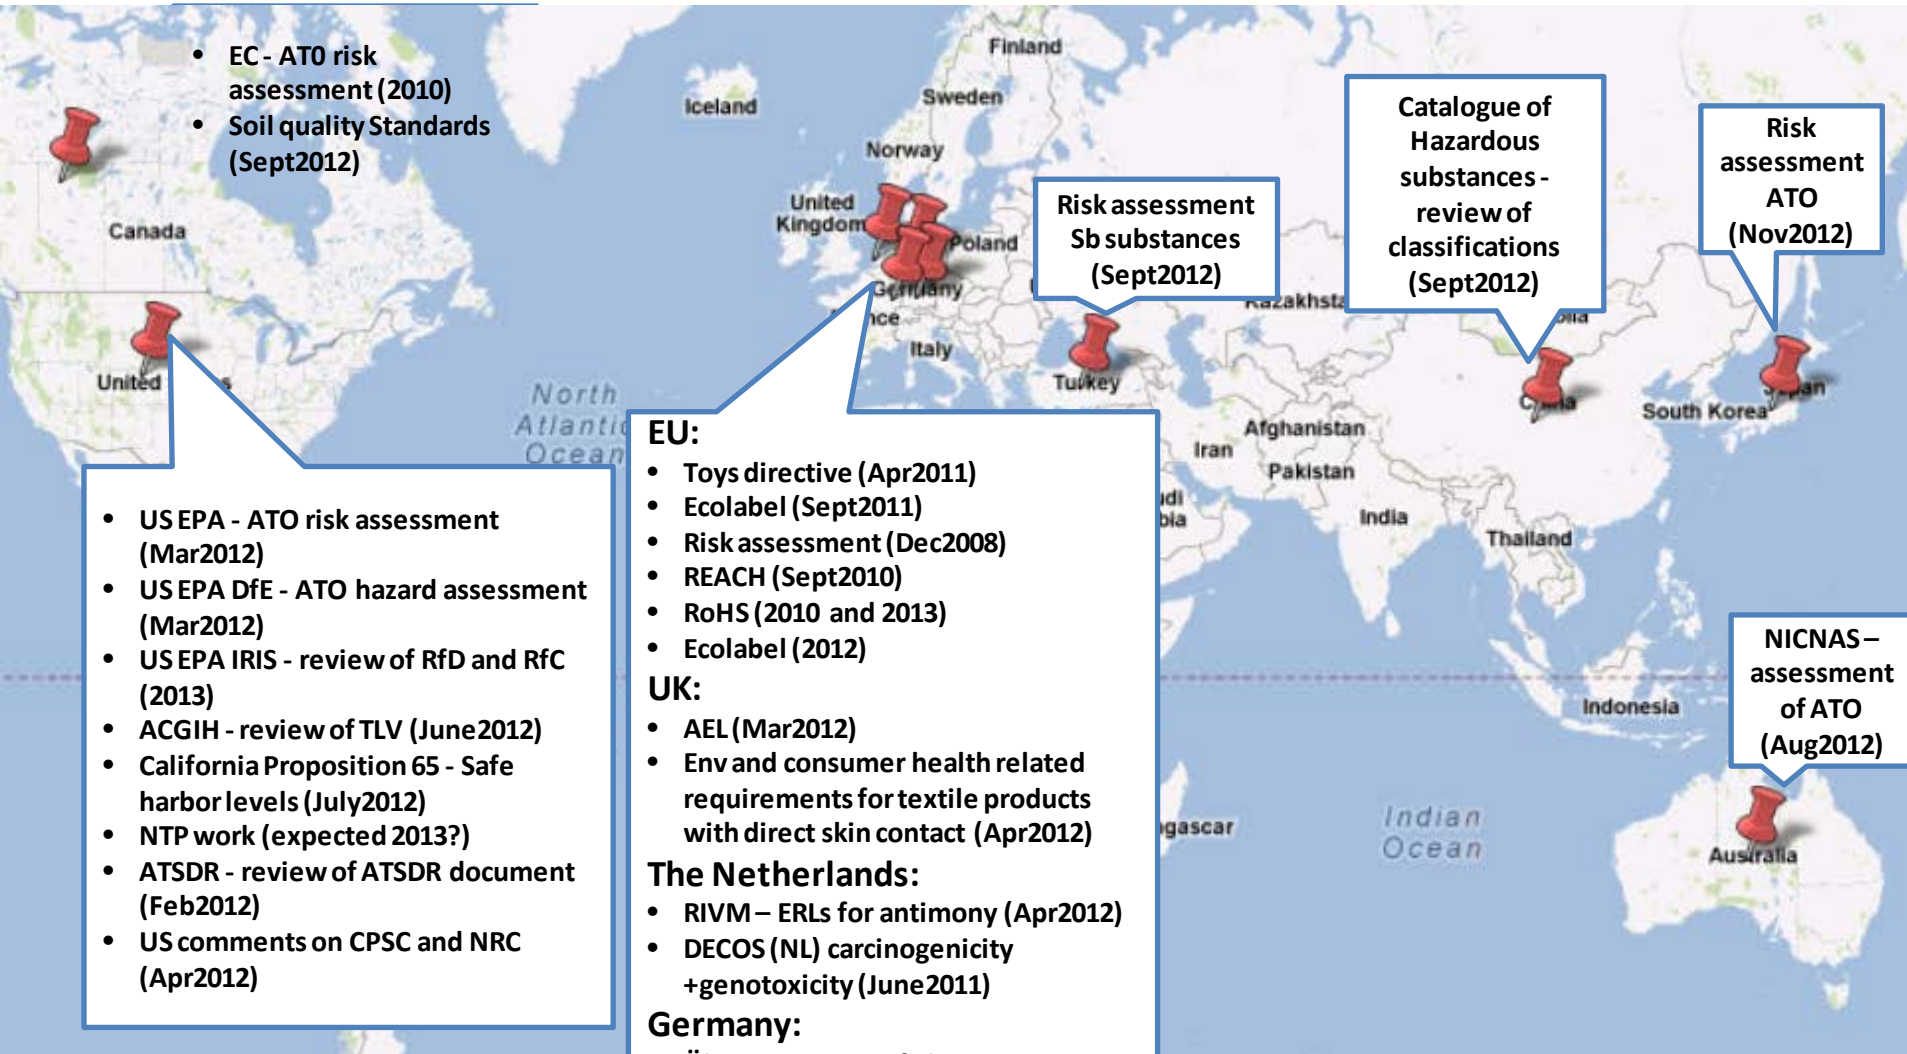 • EC - AT0 risk
assessment (2010)
• Soil quality Standards
(Sept2012)
Finland
Iceland
Sweden
Norway
United
Kingdom
Poland
Germany
Italy
Turkey
Canada
United
North
Atlantic
Ocean
Risk assessment
Sb substances
(Sept2012)
Catalogue of
Hazardous
substances -
review of
classifications
(Sept2012)
Risk
assessment
ATO
(Nov2012)
South Korea
Afghanistan
Iran
Pakistan
India
Thailand
Indonesia
Indian
Ocean
Australia
• US EPA - ATO risk assessment
(Mar2012)
• US EPA DfE - ATO hazard assessment
(Mar2012)
• US EPA IRIS - review of RfD and RfC
(2013)
• ACGIH - review of TLV (June2012)
• California Proposition 65 - Safe
harbor levels (July2012)
• NTP work (expected 2013?)
• ATSDR - review of ATSDR document
(Feb2012)
• US comments on CPSC and NRC
(Apr2012)
EU:
• Toys directive (Apr2011)
• Ecolabel (Sept2011)
• Risk assessment (Dec2008)
• REACH (Sept2010)
• RoHS (2010 and 2013)
• Ecolabel (2012)
UK:
• AEL (Mar2012)
• Env and consumer health related
requirements for textile products
with direct skin contact (Apr2012)
The Netherlands:
• RIVM – ERLs for antimony (Apr2012)
• DECOS (NL) carcinogenicity
+genotoxicity (June2011)
Germany:
NICNAS –
assessment
of ATO
(Aug2012)